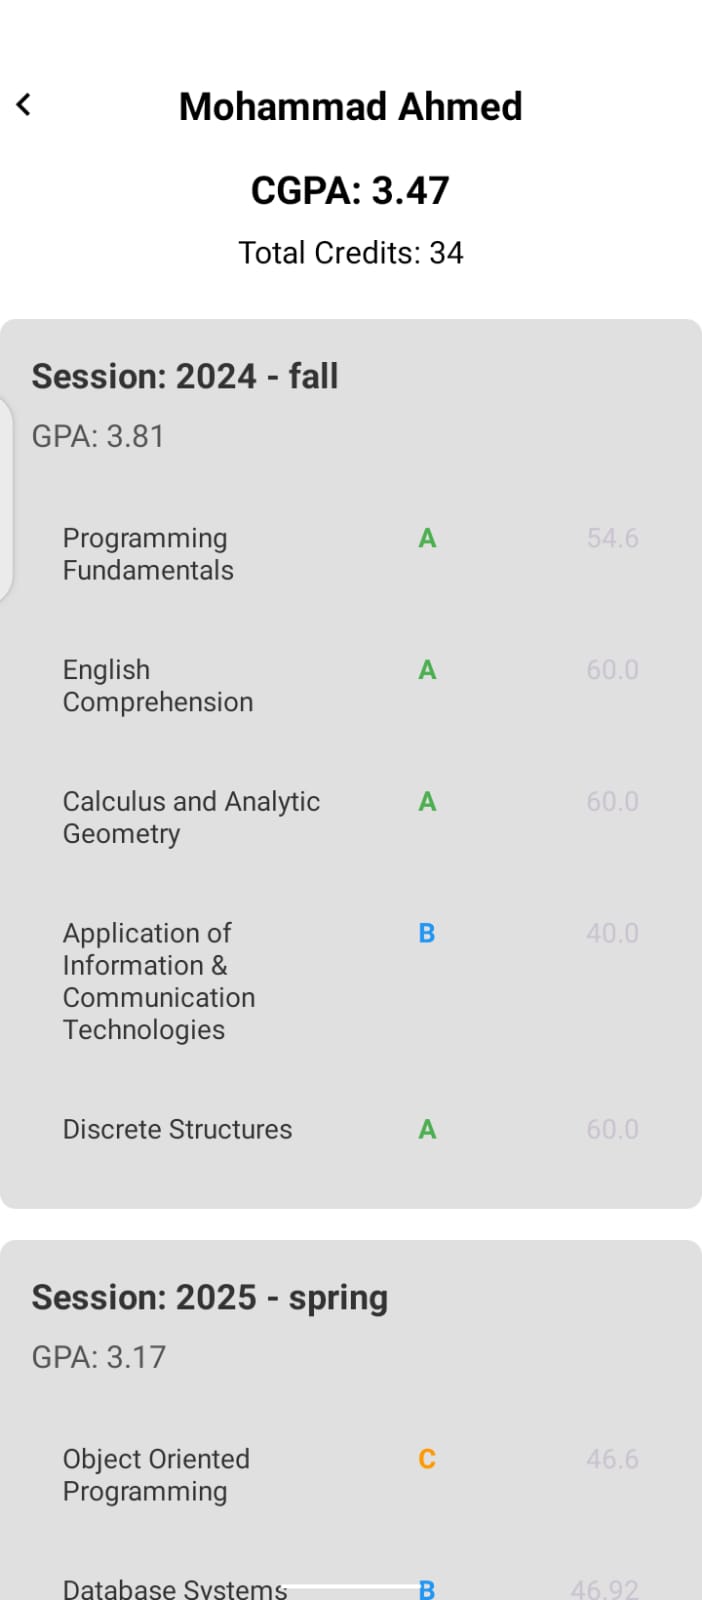 Mohammad Ahmed
CGPA: 3.47
Total Credits: 34
Session: 2024 - fall
GPA: 3.81
Programming A 54.6
Fundamentals
English A 60.0
Comprehension
Calculus and Analytic A 60.0
Geometry
Application of B 40.0
Information &
Communication
Technologies
Discrete Structures A 60.0
Session: 2025 - spring
GPA: 3.17
Object Oriented C 46.6
Programming
Database Systems B 46.92